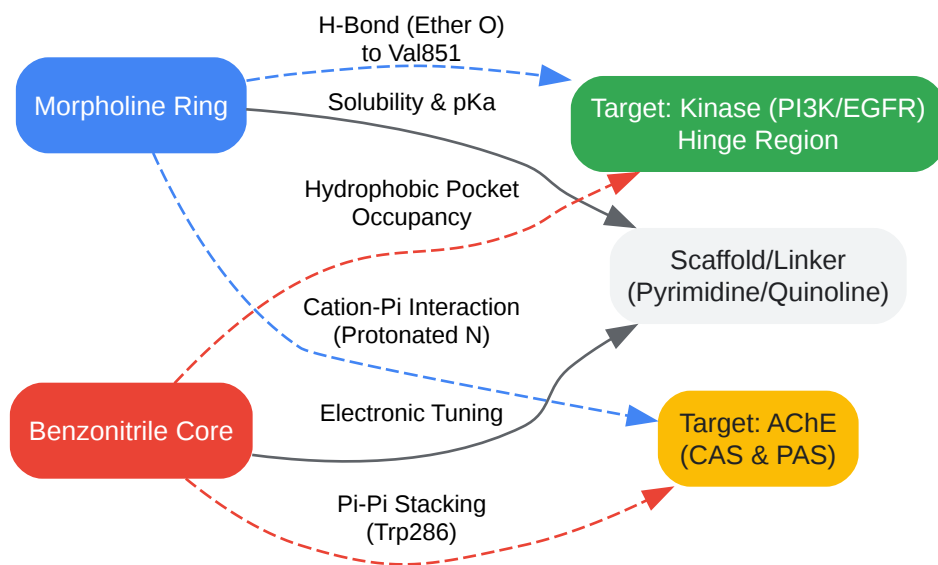 H-Bond (Ether O)
to Val851
Morpholine Ring
Solubility & pKa
Target: Kinase (PI3K/EGFR)
Hinge Region
Hydrophobic Pocket
Occupancy
Scaffold/Linker
(Pyrimidine/Quinoline)
Cation-Pi Interaction
(Protonated N)
Benzonitrile Core
Electronic Tuning
Target: AChE
(CAS & PAS)
Pi-Pi Stacking
(Trp286)